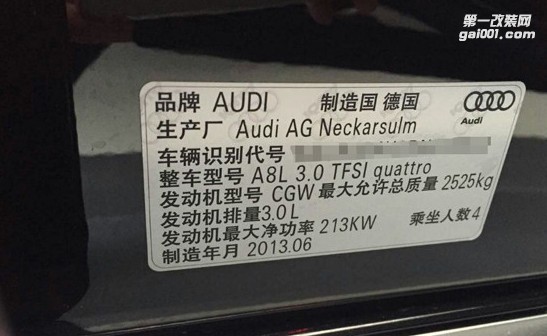 第一改装网
gai001.com
品牌 AUDI 制造国 德国
Audi
生产厂 Audi AG Neckarsulm
车辆识别代号
整车型号 A8L 3.0 TFSI quattro
发动机型号 CGW 最大允许总质量 2525kg
发动机排量3.0L
发动机最大净功率 213KW 乘坐人数4
制造年月 2013.06